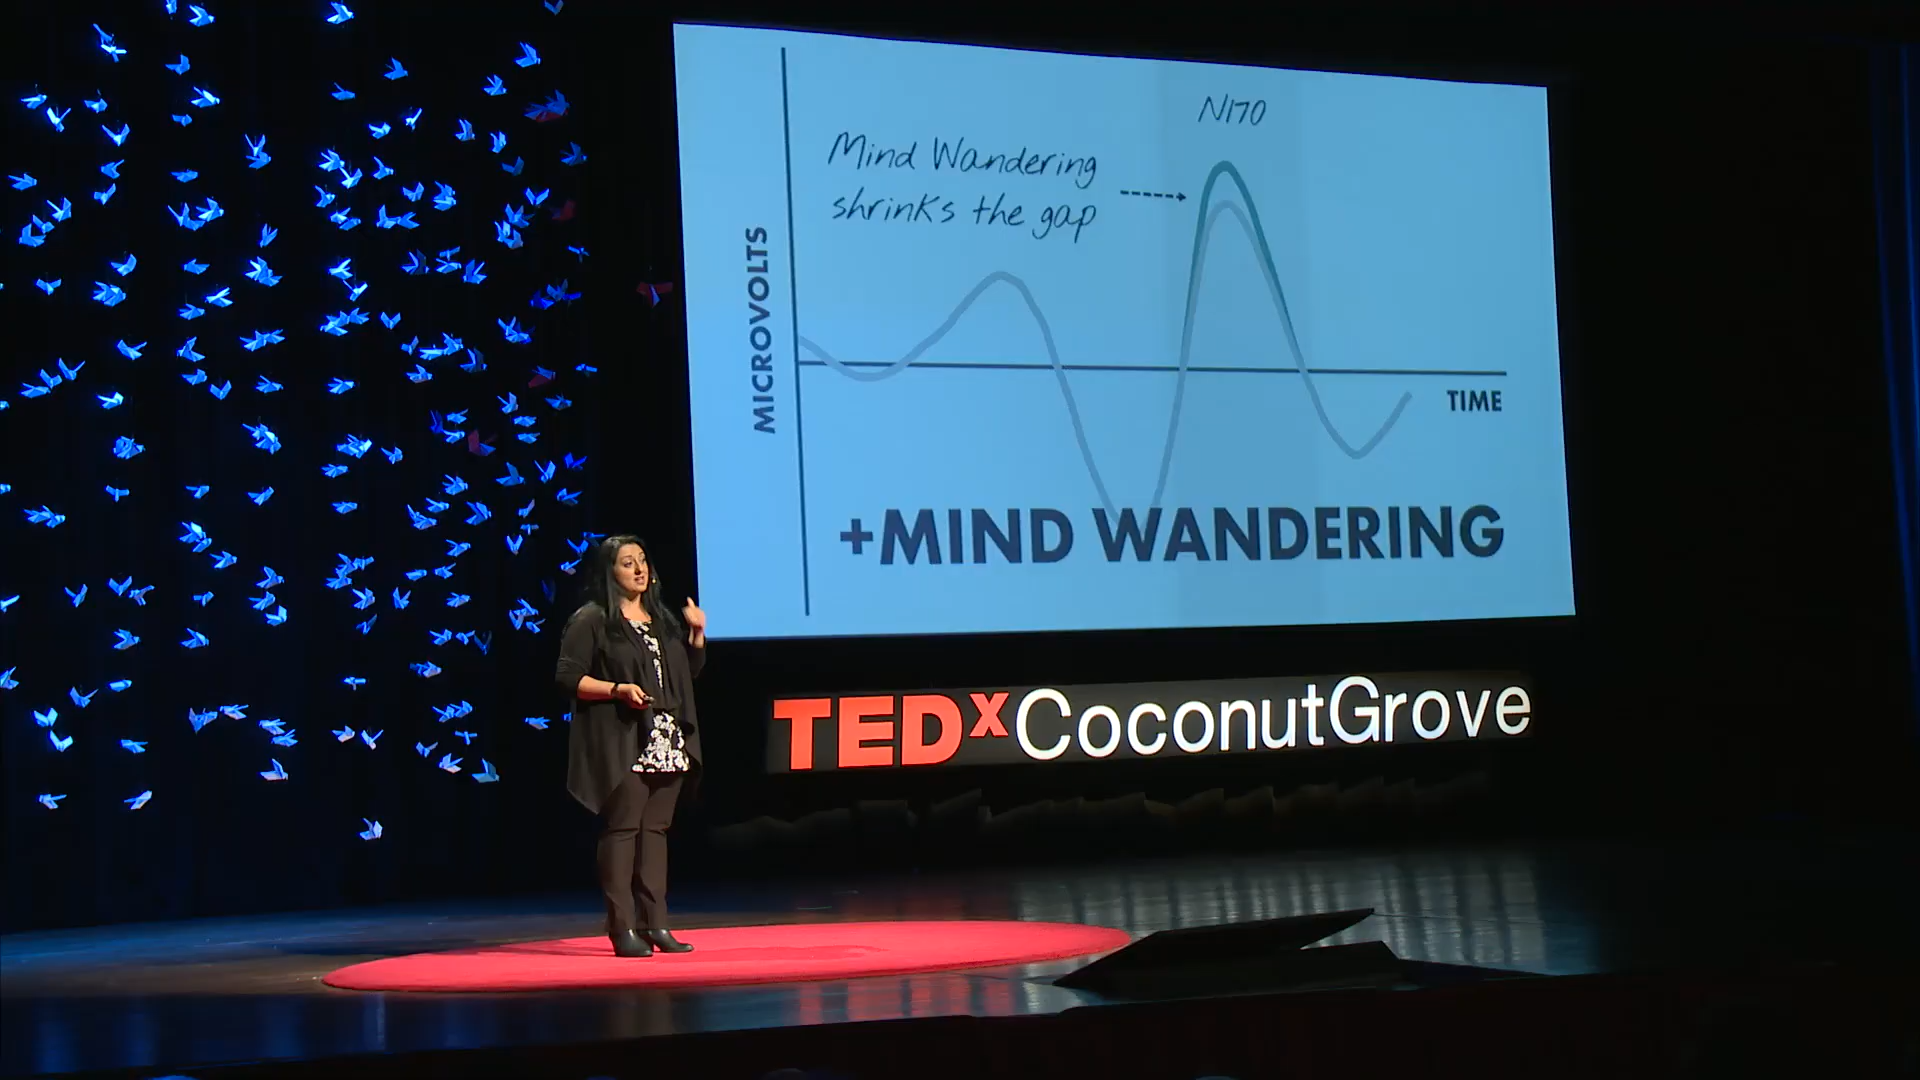 N170
Mind Wandering
shrinks the gap
MICROVOLTS
TIME
+MIND WANDERING
TEDxCoconutGrove